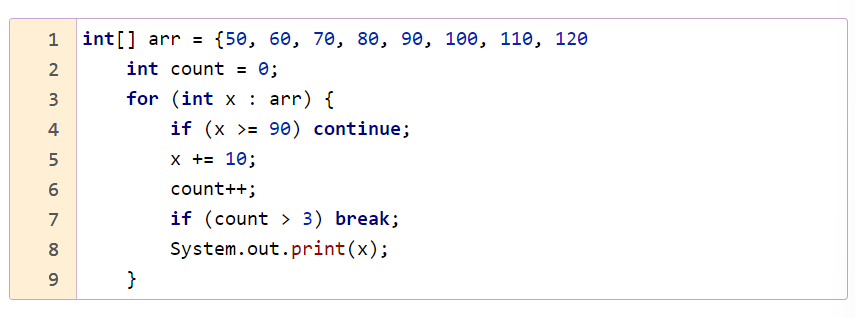 1 int[] arr = {50, 60, 70, 80, 90, 100, 110, 120
2 int count = 0;
3 for (int x : arr) {
4 if (x >= 90) continue;
5 x += 10;
6 count++;
7 if (count > 3) break;
8 System.out.print(x);
9 }